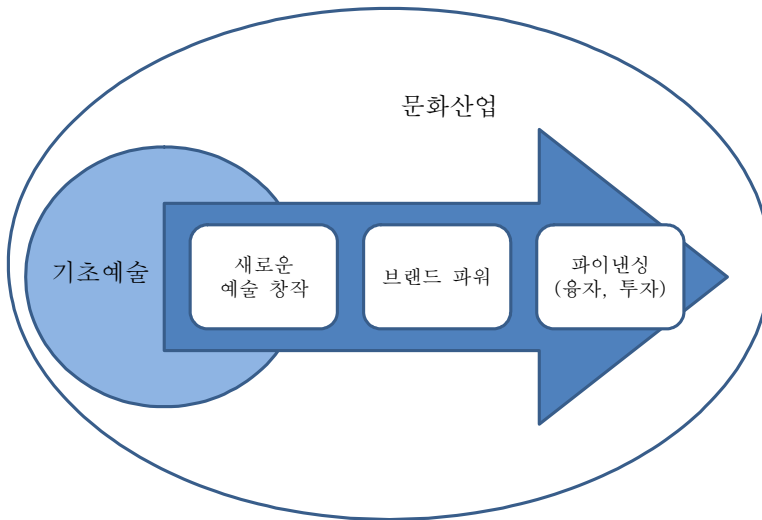 문화산업
기초예술
새로운
예술 창작
브랜드 파워
파이낸싱
(융자, 투자)